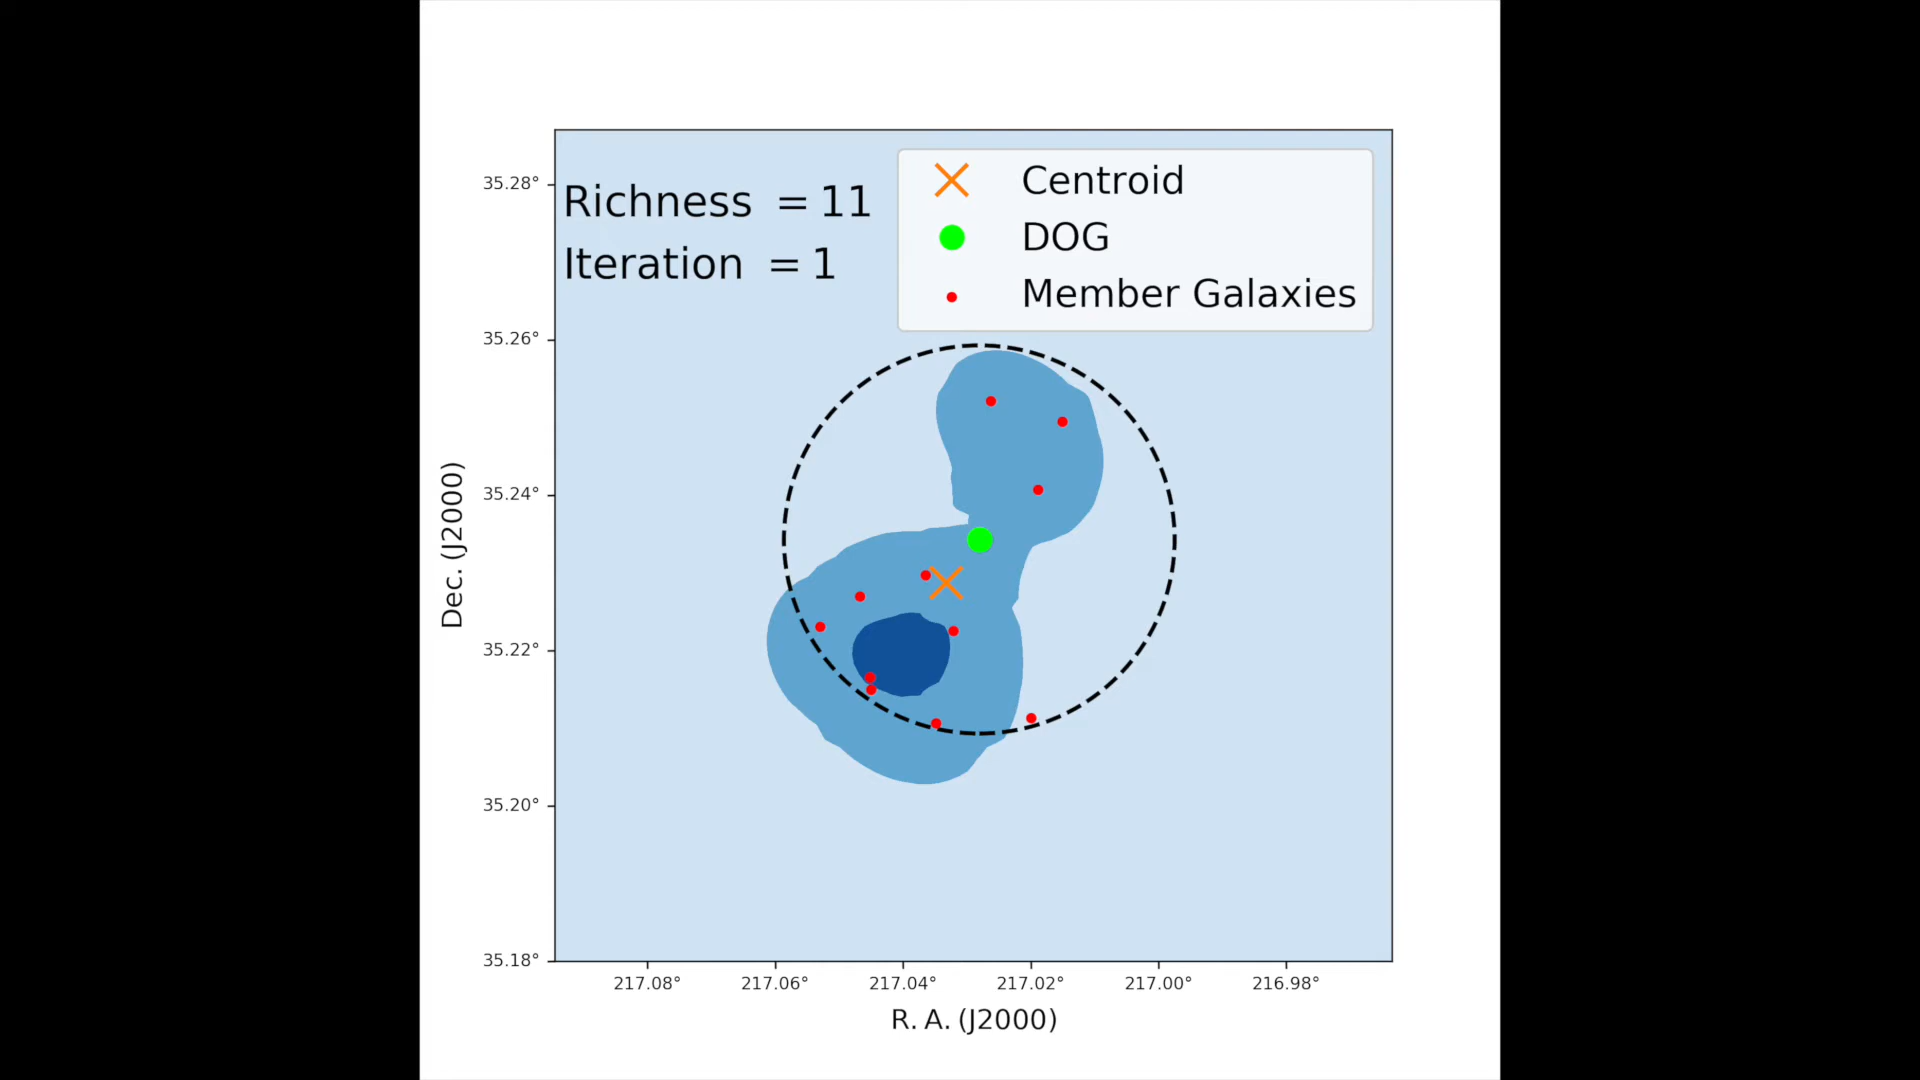 Richness = 11
Iteration = 1
Centroid
DOG
Member Galaxies
35.28°
35.26°
35.24°
35.22°
35.20°
35.18°
Dec. (J2000)
217.08° 217.06° 217.04° 217.02° 217.00° 216.98°
R. A. (J2000)